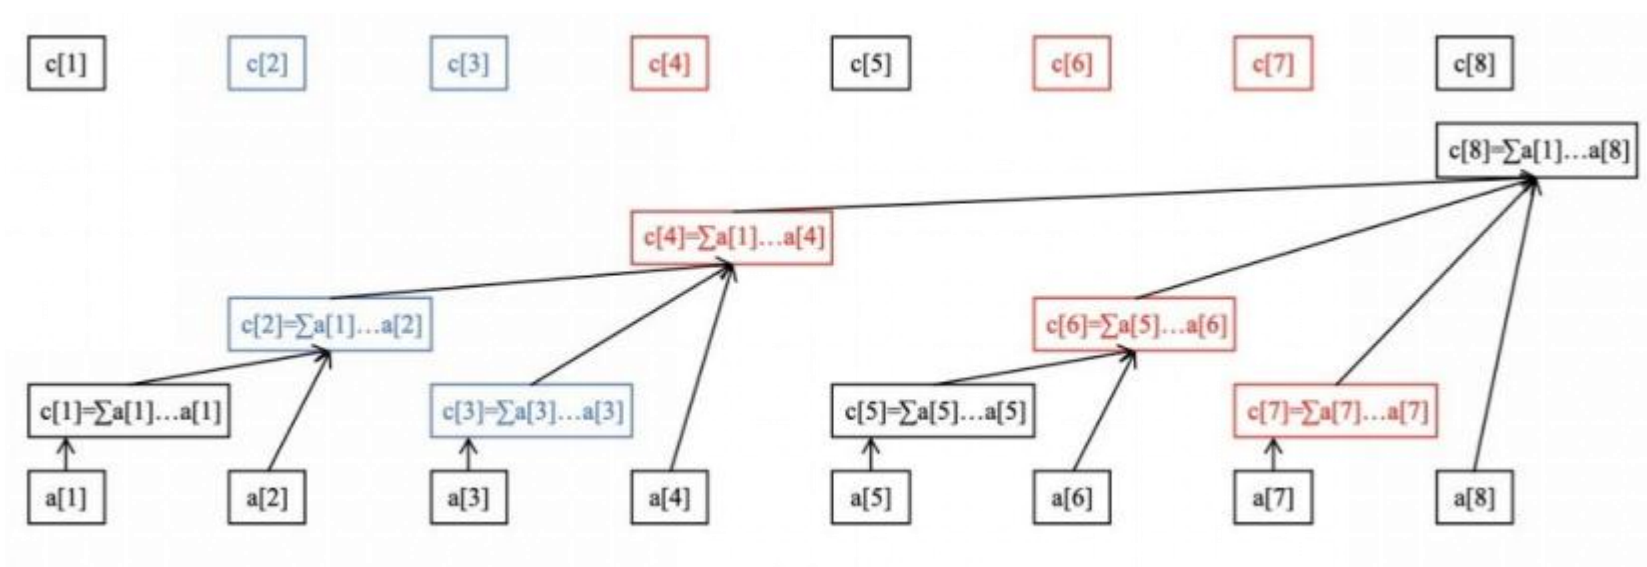 c[1] c[2] c[3] c[4] c[5] c[6] c[7] c[8]
c[8]=∑a[1]…a[8]
c[4]=∑a[1]…a[4]
c[2]=∑a[1]…a[2] c[6]=∑a[5]…a[6]
c[1]=∑a[1]…a[1] c[3]=∑a[3]…a[3] c[5]=∑a[5]…a[5] c[7]=∑a[7]…a[7]
a[1] a[2] a[3] a[4] a[5] a[6] a[7] a[8]